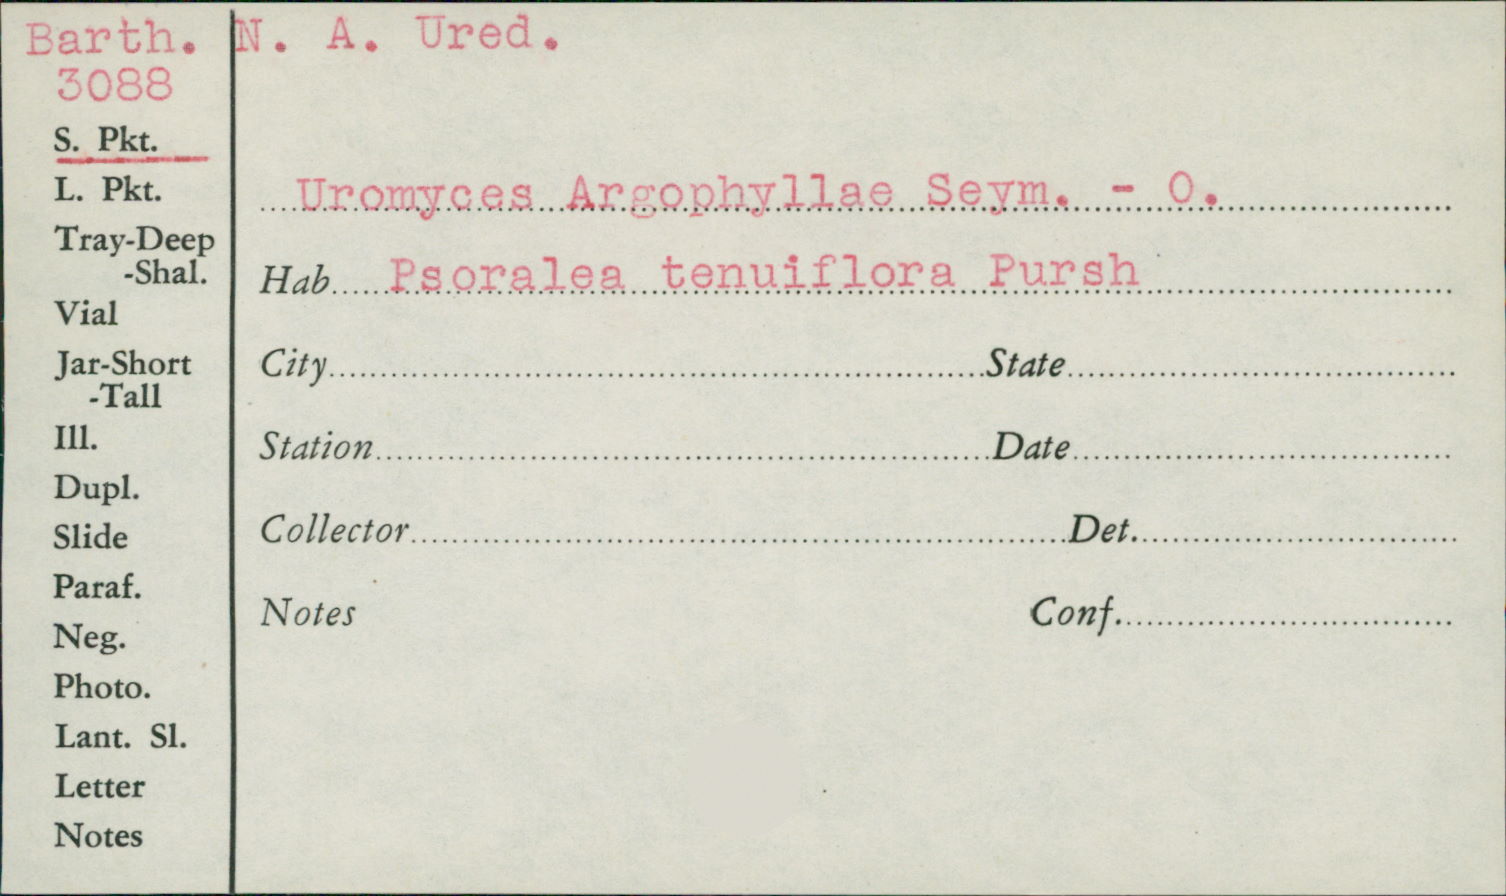 Barth. N. A. Ured.
3088
S. Pkt.
L. Pkt.
Tray-Deep
-Shal.
Vial
Jar-Short
-Tall
Ill.
Dupl.
Slide
Paraf.
Neg.
Photo.
Lant. Sl.
Letter
Notes
Uromyces Argophyllae Seym. - O.
Hab Psoralea tenuiflora Pursh
City State
Station Date
Collector Det.
Notes Conf.